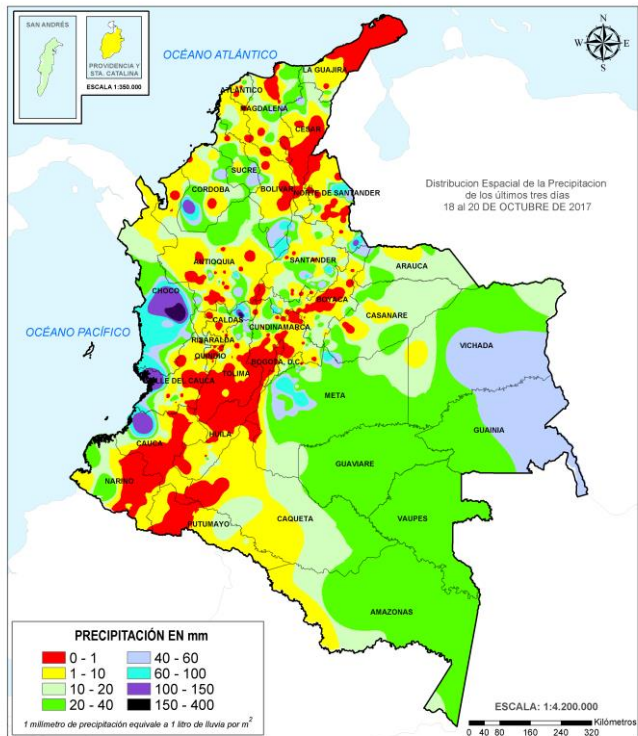 SAN ANDRÉS
PROVIDENCIA Y
STA. CATALINA
ESCALA 1:350.000
OCÉANO ATLÁNTICO
N
W E
S
LA GUAJIRA
ATLÁNTICO
MAGDALENA
CESAR
SUCRE
CORDOBA
BOLIVAR
NORTE DE SANTANDER
Distribucion Espacial de la Precipitacion
de los últimos tres días
18 al 20 DE OCTUBRE DE 2017
ANTIOQUIA
SANTANDER
ARAUCA
CHOCO
BOYACA
CALDAS
CASANARE
OCÉANO PACÍFICO
CUNDINAMARCA
RISARALDA
VICHADA
QUINDIO
BOGOTA, D.C.
TOLIMA
VALLE DEL CAUCA
META
GUAINIA
CAUCA
HUILA
GUAVIARE
NARIÑO
VAUPES
PUTUMAYO
CAQUETA
AMAZONAS
PRECIPITACIÓN EN mm
0 - 1 40 - 60
1 - 10 60 - 100
10 - 20 100 - 150
20 - 40 150 - 400
1 milímetro de precipitación equivale a 1 litro de lluvia por m2
ESCALA: 1:4.200.000
Kilómetros
0 40 80 160 240 320